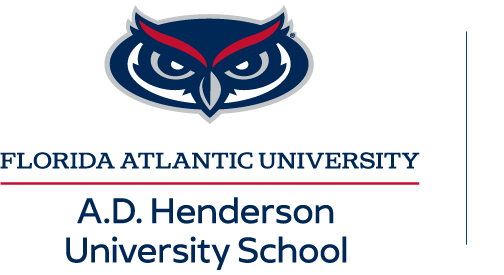 FLORIDA ATLANTIC UNIVERSITY
A.D. Henderson
University School